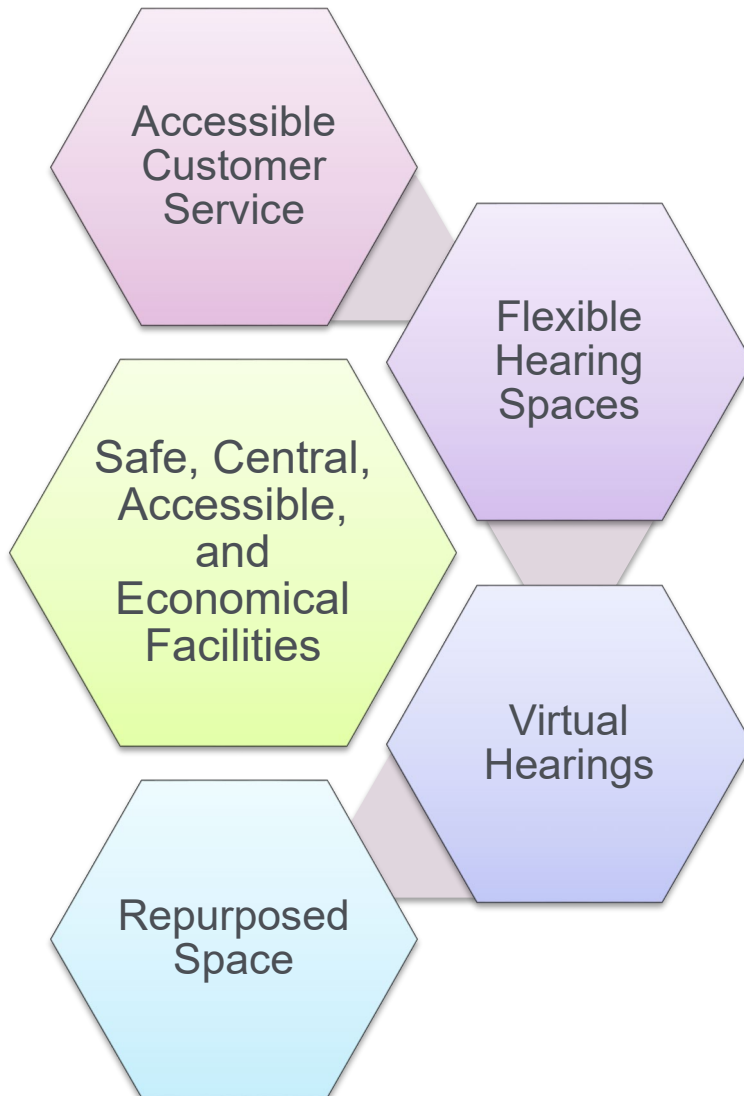 Accessible
Customer
Service
Flexible
Hearing
Spaces
Safe, Central,
Accessible,
and
Economical
Facilities
Virtual
Hearings
Repurposed
Space